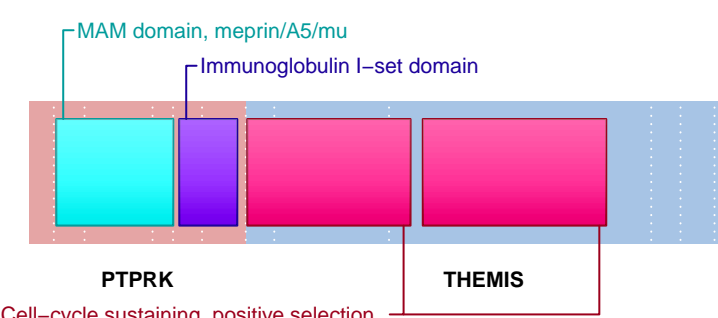 MAM domain, meprin/A5/mu
Immunoglobulin I−set domain
PTPRK
THEMIS
Cell−cycle sustaining, positive selection,